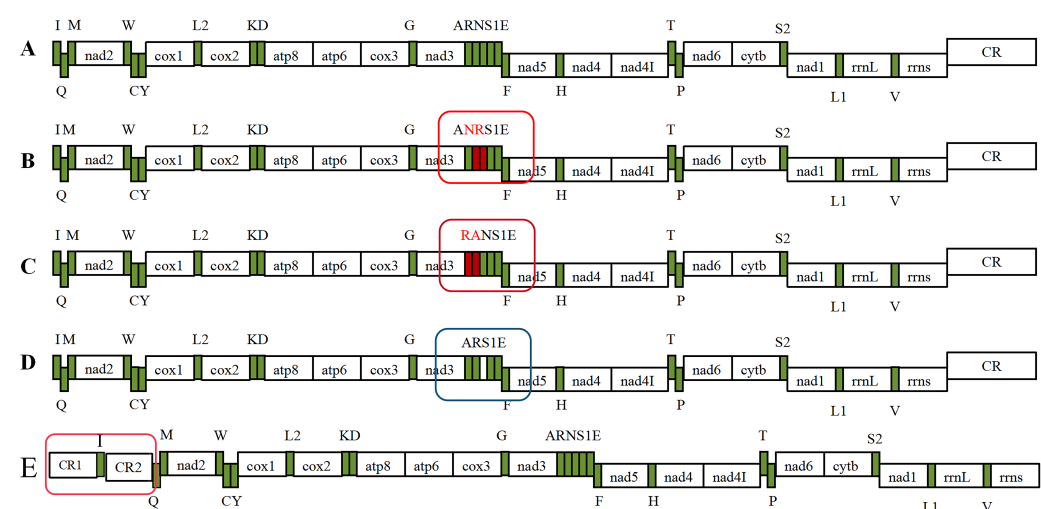 I M W L2 KD G ARNS1E T S2
A nad2 cox1 cox2 atp8 atp6 cox3 nad3 nad5 nad4 nad4I nad6 cytb nad1 rrnL rrns CR
Q CY F H P L1 V
I M W L2 KD G ANRS1E T S2
B nad2 cox1 cox2 atp8 atp6 cox3 nad3 nad5 nad4 nad4I nad6 cytb nad1 rrnL rrns CR
Q CY F H P L1 V
I M W L2 KD G RANS1E T S2
C nad2 cox1 cox2 atp8 atp6 cox3 nad3 nad5 nad4 nad4I nad6 cytb nad1 rrnL rrns CR
Q CY F H P L1 V
I M W L2 KD G ARS1E T S2
D nad2 cox1 cox2 atp8 atp6 cox3 nad3 nad5 nad4 nad4I nad6 cytb nad1 rrnL rrns CR
Q CY F H P L1 V
I M W L2 KD G ARNS1E T S2
E CR1 CR2 nad2 cox1 cox2 atp8 atp6 cox3 nad3 nad5 nad4 nad4I nad6 cytb nad1 rrnL rrns
Q CY F H P L1 V